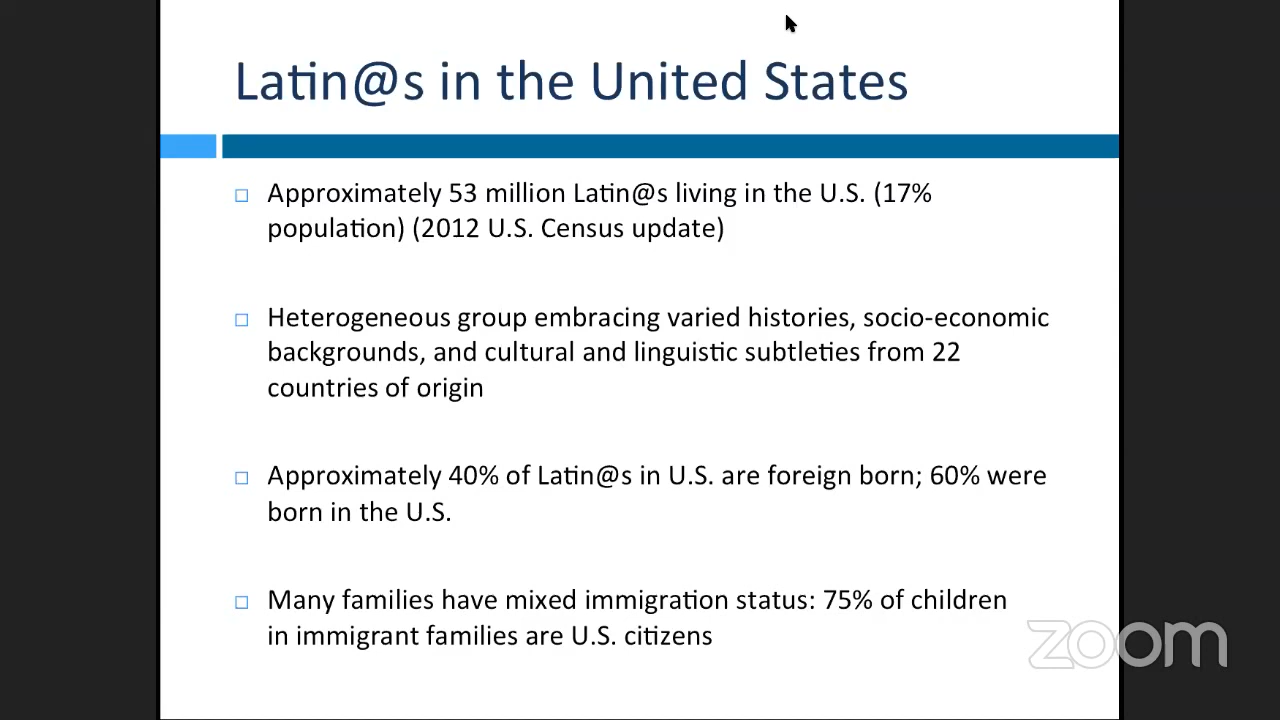 Latin@s in the United States
Approximately 53 million Latin@s living in the U.S. (17%
population) (2012 U.S. Census update)
Heterogeneous group embracing varied histories, socio-economic
backgrounds, and cultural and linguistic subtleties from 22
countries of origin
Approximately 40% of Latin@s in U.S. are foreign born; 60% were
born in the U.S.
Many families have mixed immigration status: 75% of children
in immigrant families are U.S. citizens
zoom